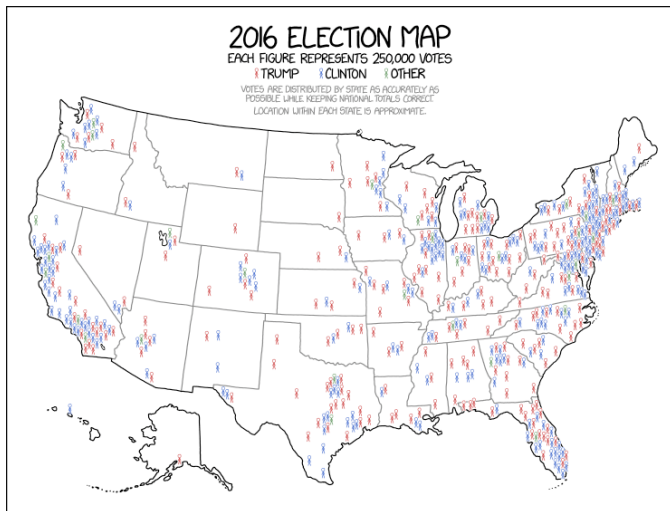 2016 ELECTION MAP
EACH FIGURE REPRESENTS 250,000 VOTES
TRUMP CLINTON OTHER
VOTES ARE DISTRIBUTED BY STATE AS ACCURATELY AS
POSSIBLE WHILE KEEPING NATIONAL TOTALS CORRECT.
LOCATION WITHIN EACH STATE IS APPROXIMATE.